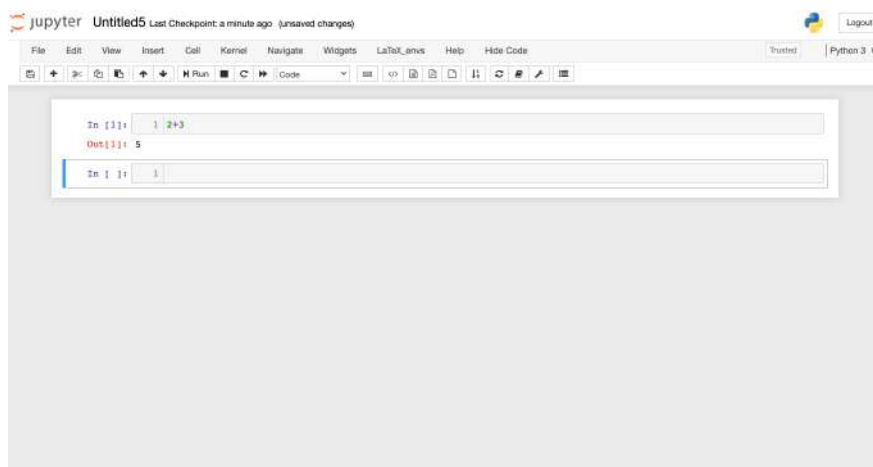 jupyter Untitled5 Last Checkpoint: a minute ago (unsaved changes)
Logout
File Edit View Insert Cell Kernel Navigate Widgets LaTeX_envs Help Hide Code
Trusted Python 3
Run Code
In [1]: 1 2+3
Out[1]: 5
In [ ]: 1